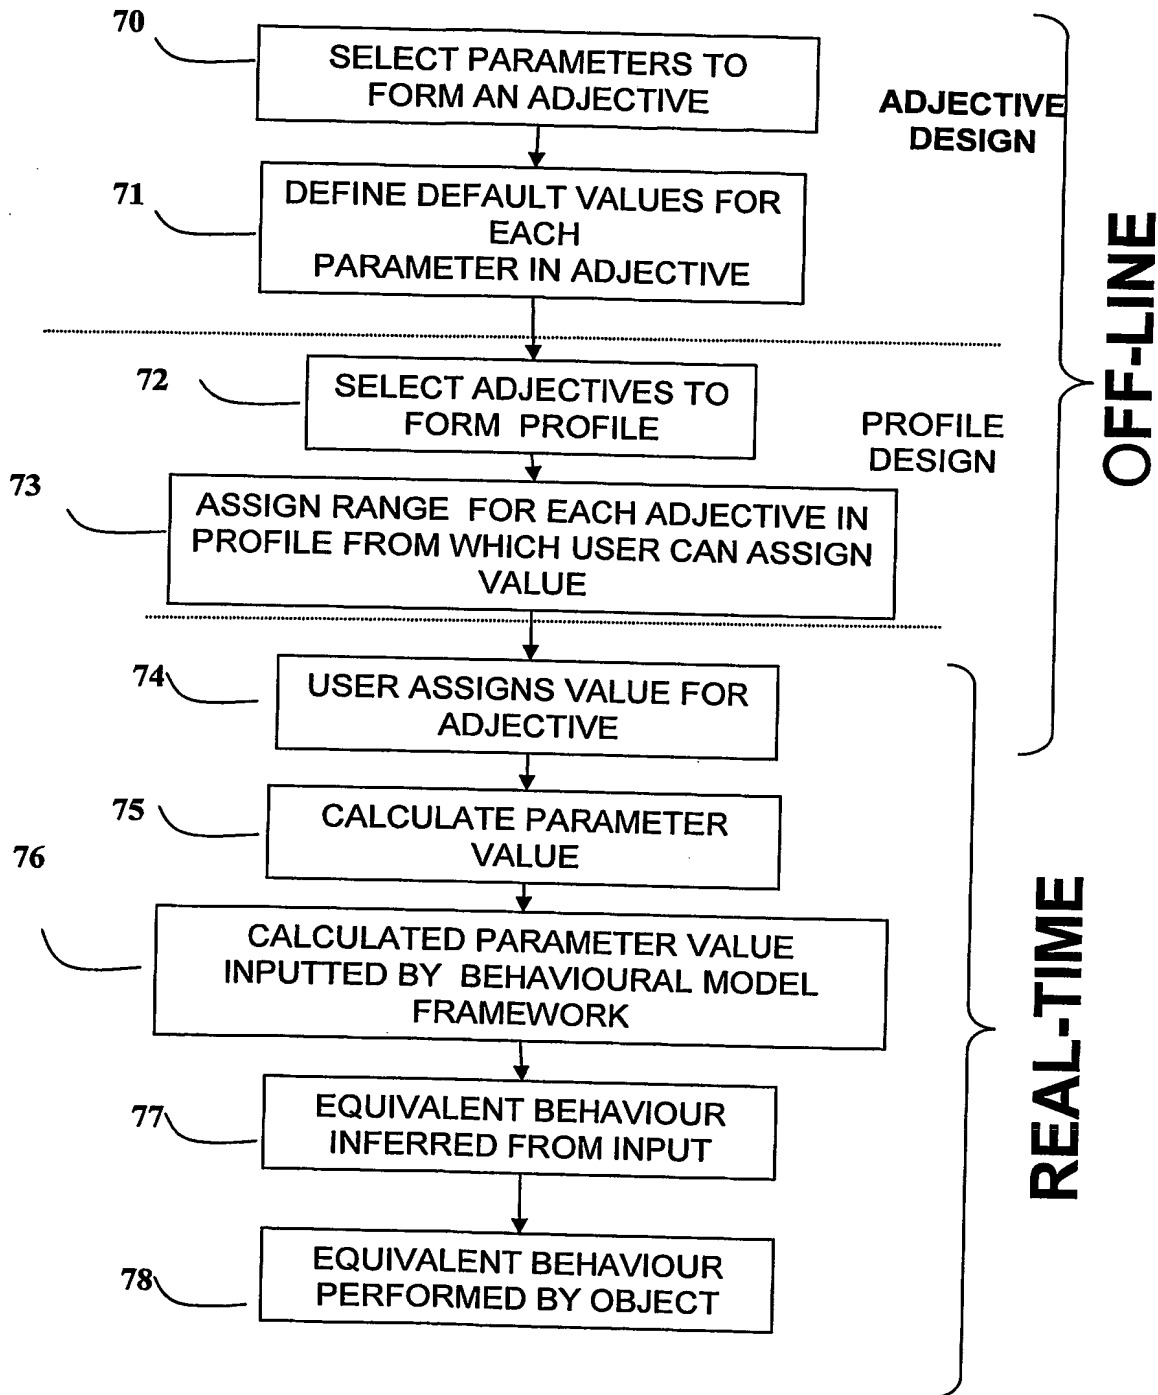 70
SELECT PARAMETERS TO
FORM AN ADJECTIVE
ADJECTIVE
DESIGN
71
DEFINE DEFAULT VALUES FOR
EACH
PARAMETER IN ADJECTIVE
OFF-LINE
72
SELECT ADJECTIVES TO
FORM PROFILE
PROFILE
DESIGN
73
ASSIGN RANGE FOR EACH ADJECTIVE IN
PROFILE FROM WHICH USER CAN ASSIGN
VALUE
74
USER ASSIGNS VALUE FOR
ADJECTIVE
75
CALCULATE PARAMETER
VALUE
76
CALCULATED PARAMETER VALUE
INPUTTED BY BEHAVIOURAL MODEL
FRAMEWORK
REAL-TIME
77
EQUIVALENT BEHAVIOUR
INFERRED FROM INPUT
78
EQUIVALENT BEHAVIOUR
PERFORMED BY OBJECT